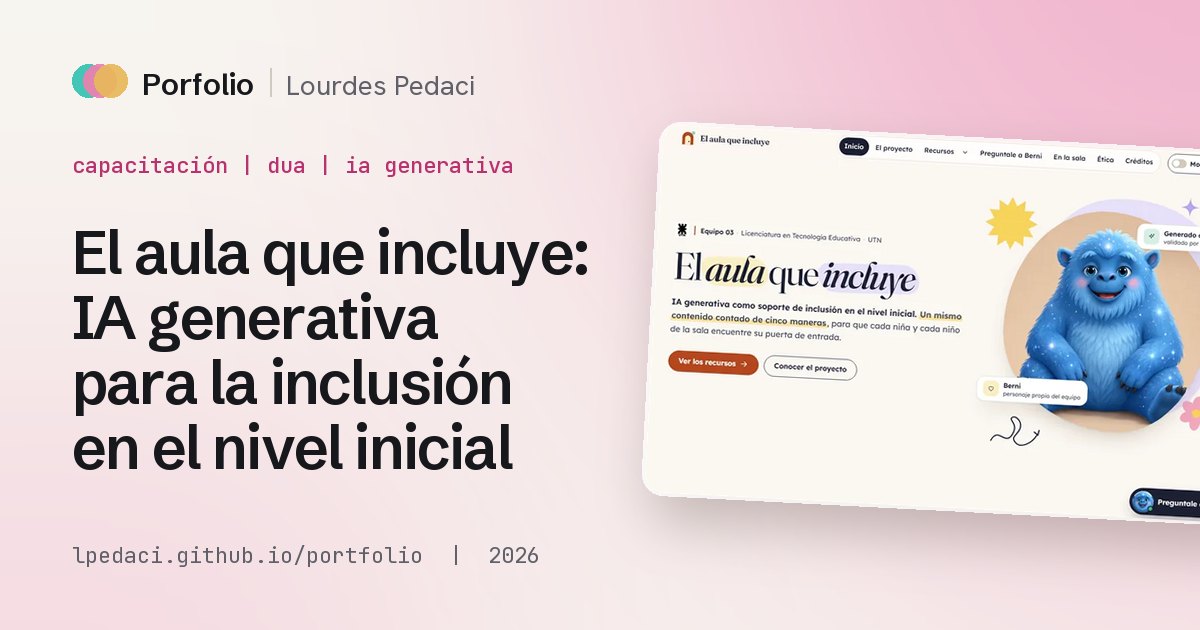 Porfolio | Lourdes Pedaci
capacitación | dua | ia generativa
El aula que incluye:
IA generativa
para la inclusión
en el nivel inicial
lpedaci.github.io/portfolio | 2026
El aula que incluye
Inicio El proyecto Recursos Preguntale a Berni En la sala Ética Créditos
Equipo 03 · Licenciatura en Tecnología Educativa · UTN
El aula que incluye
IA generativa como soporte de inclusión en el nivel inicial. Un mismo
contenido contado de cinco maneras, para que cada niña y cada niño
de la sala encuentre su puerta de entrada.
Ver los recursos →
Conocer el proyecto
Generado
validado por
Berni
personaje propio del equipo
Preguntale